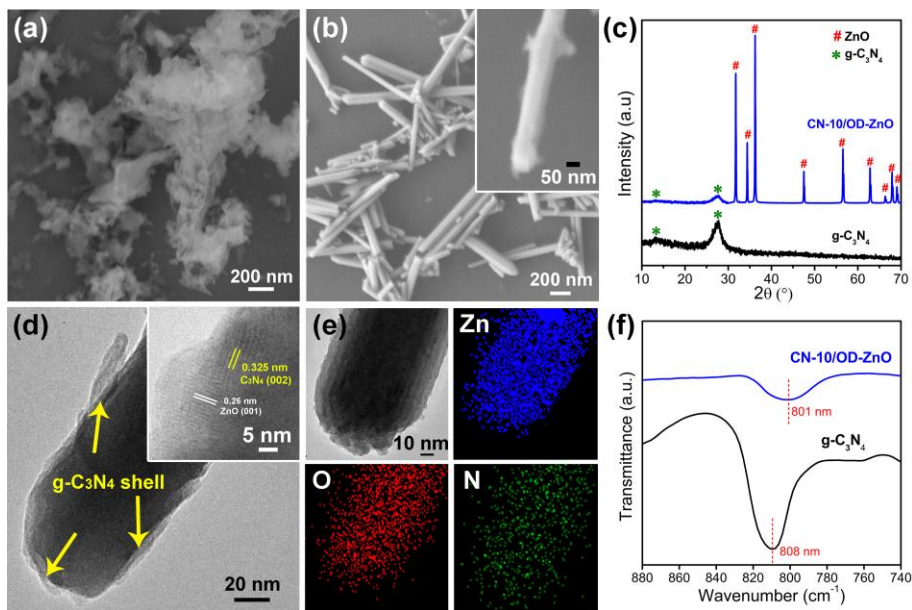 (a)
200 nm
(b)
50 nm
200 nm
(c)
# ZnO
* g-C₃N₄
#
#
#
CN-10/OD-ZnO
#
#
#
#
#
#
*
*
*
*
g-C₃N₄
Intensity (a.u)
10 20 30 40 50 60 70
2θ (°)
(d)
0.325 nm
C₃N₄ (002)
0.26 nm
ZnO (001)
5 nm
g-C₃N₄ shell
20 nm
(e)
10 nm
Zn
O
N
(f)
CN-10/OD-ZnO
801 nm
g-C₃N₄
808 nm
Transmittance (a.u.)
880 860 840 820 800 780 760 740
Wavenumber (cm⁻¹)